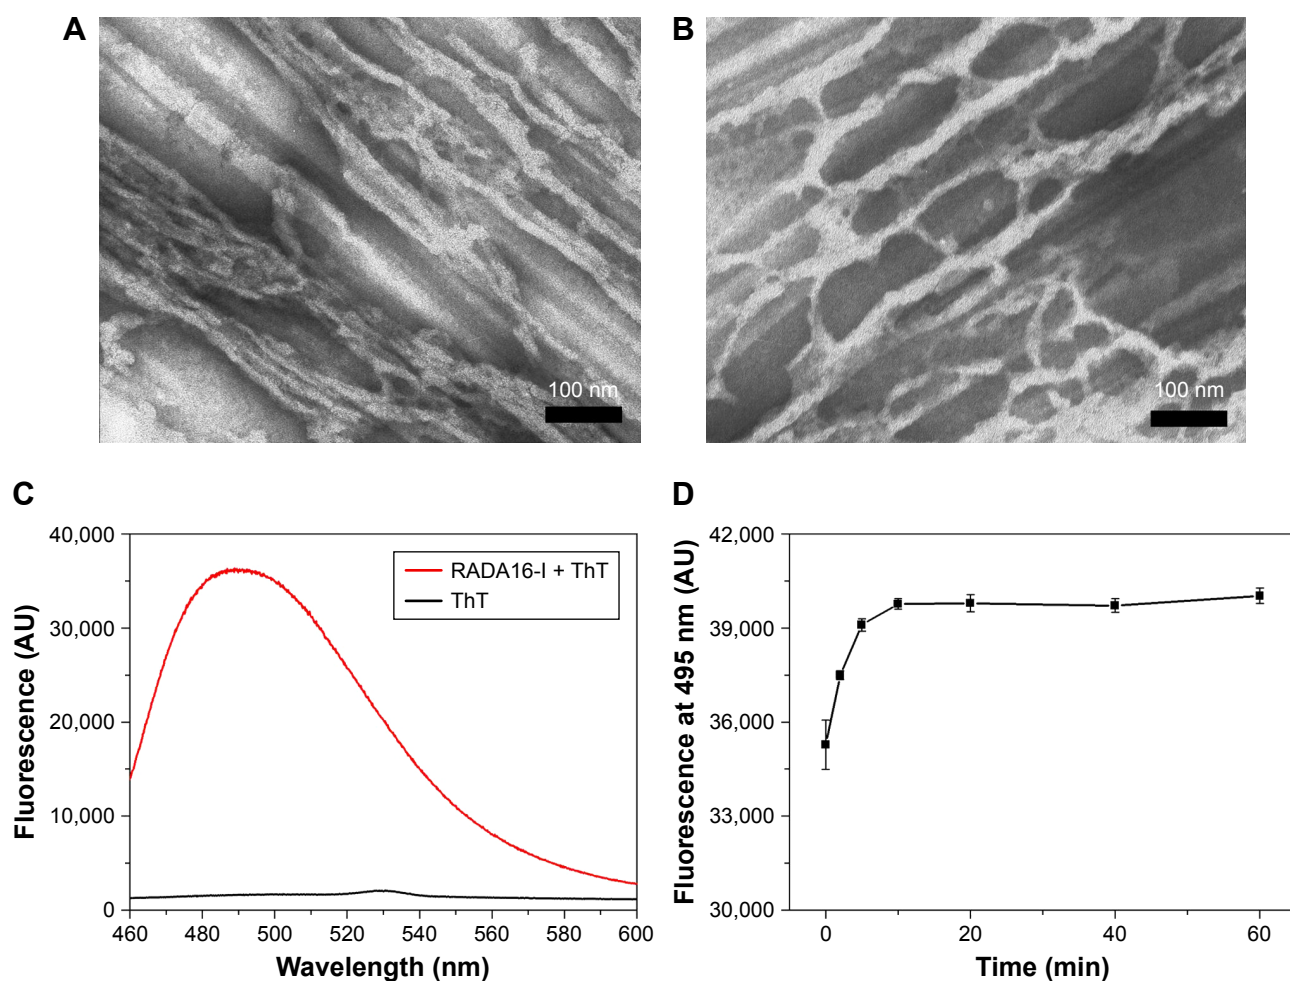 A
B
100 nm
100 nm
C
D
Fluorescence (AU)
40,000
30,000
20,000
10,000
0
RADA16-I + ThT
ThT
460 480 500 520 540 560 580 600
Wavelength (nm)
Fluorescence at 495 nm (AU)
42,000
39,000
36,000
33,000
30,000
0 20 40 60
Time (min)